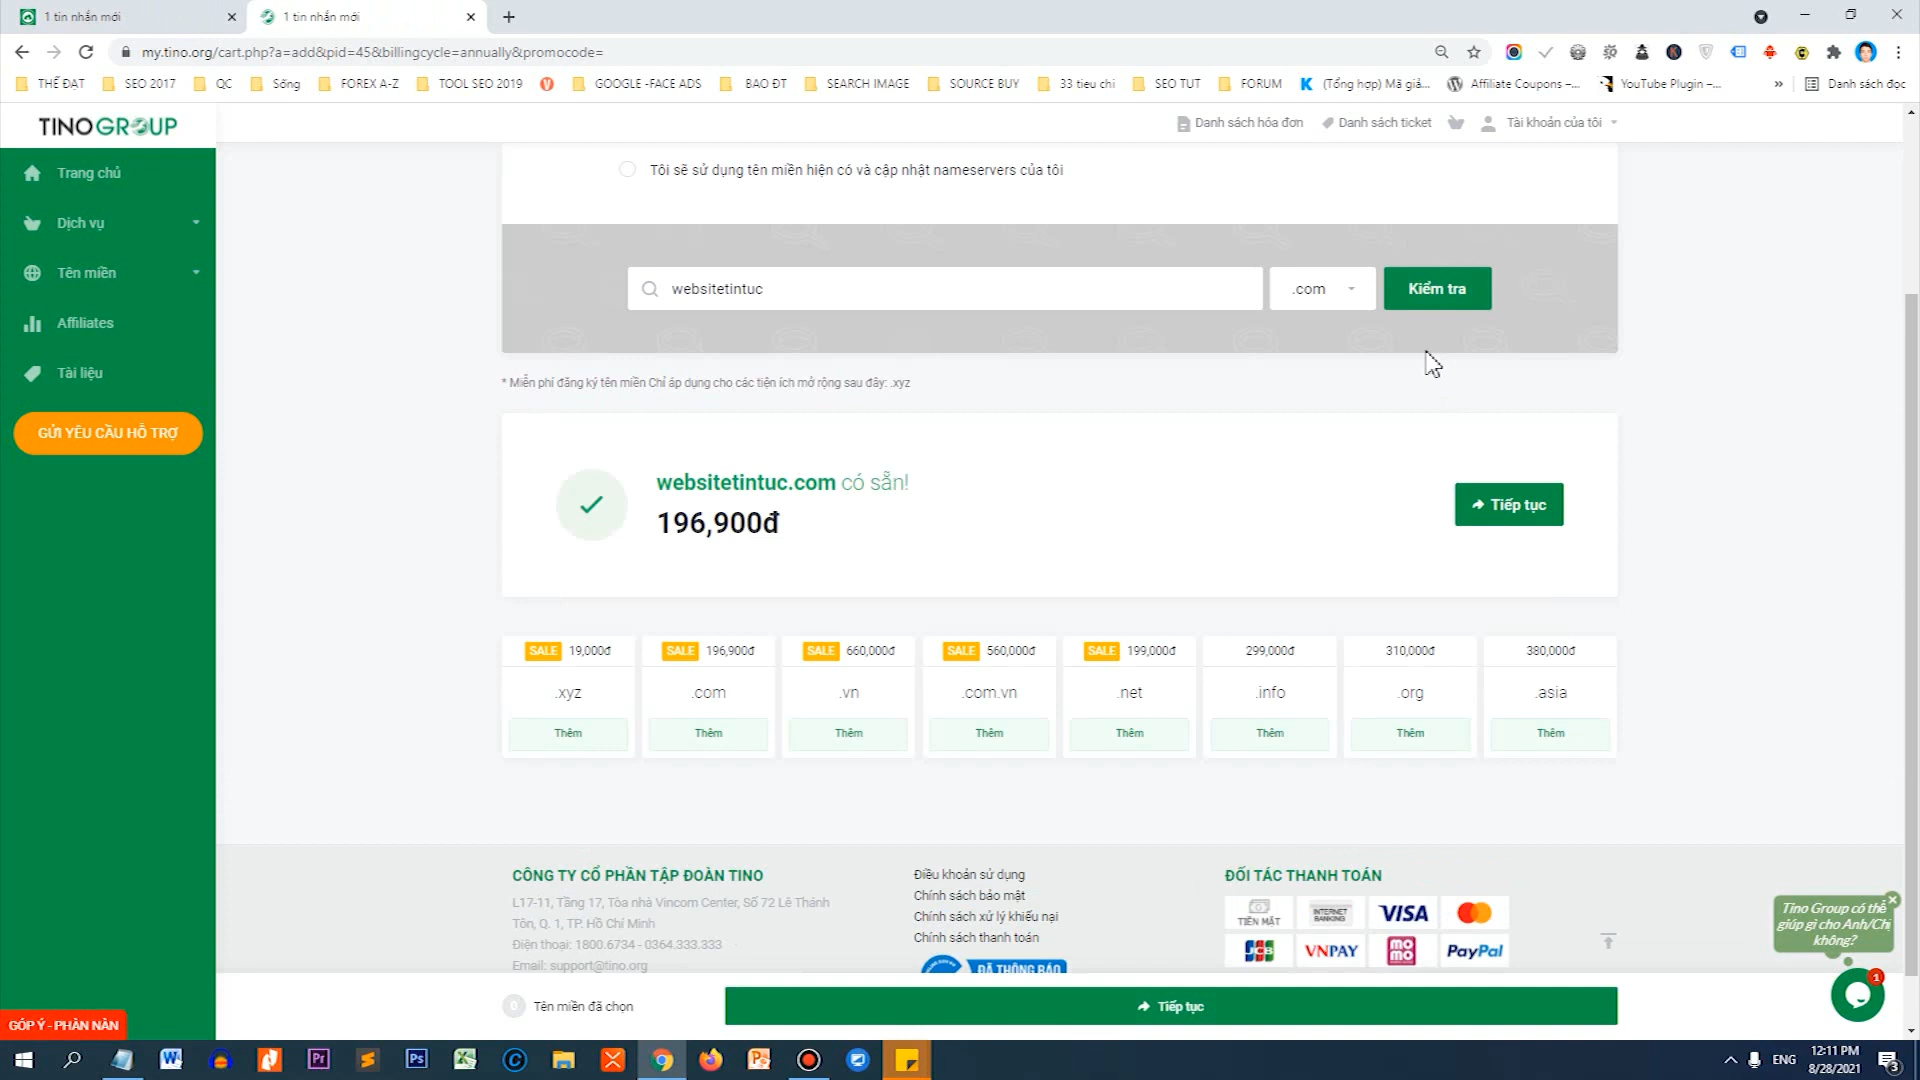 1 tin nhắn mới
1 tin nhắn mới
my.tino.org/cart.php?a=add&pid=45&billingcycle=annually&promocode=
THẾ ĐẠT
SEO 2017
QC
Sống
FOREX A-Z
TOOL SEO 2019
GOOGLE -FACE ADS
BAO ĐT
SEARCH IMAGE
SOURCE BUY
33 tieu chi
SEO TUT
FORUM
(Tổng hợp) Mã giả...
Affiliate Coupons –...
YouTube Plugin –...
»
Danh sách đọc
TINOGROUP
Danh sách hóa đơn
Danh sách ticket
Tài khoản của tôi
Trang chủ
Dịch vụ
Tên miền
Affiliates
Tài liệu
GỬI YÊU CẦU HỖ TRỢ
Tôi sẽ sử dụng tên miền hiện có và cập nhật nameservers của tôi
websitetintuc
.com
Kiểm tra
* Miễn phí đăng ký tên miền Chỉ áp dụng cho các tiện ích mở rộng sau đây: .xyz
websitetintuc.com có sẵn!
196,900đ
Tiếp tục
SALE 19,000đ
.xyz
Thêm
SALE 196,900đ
.com
Thêm
SALE 660,000đ
.vn
Thêm
SALE 560,000đ
.com.vn
Thêm
SALE 199,000đ
.net
Thêm
299,000đ
.info
Thêm
310,000đ
.org
Thêm
380,000đ
.asia
Thêm
CÔNG TY CỔ PHẦN TẬP ĐOÀN TINO
L17-11, Tầng 17, Tòa nhà Vincom Center, Số 72 Lê Thánh
Tôn, Q. 1, TP. Hồ Chí Minh
Điện thoại: 1800.6734 - 0364.333.333
Email: support@tino.org
Điều khoản sử dụng
Chính sách bảo mật
Chính sách xử lý khiếu nại
Chính sách thanh toán
ĐÃ THÔNG BÁO
ĐỐI TÁC THANH TOÁN
TIỀN MẶT
INTERNET
BANKING
VISA
JCB
VNPAY
mo
mo
PayPal
Tino Group có thể
giúp gì cho Anh/Chị
không?
1
0
Tên miền đã chọn
Tiếp tục
GÓP Ý - PHÀN NÀN
ENG
12:11 PM
8/28/2021
3